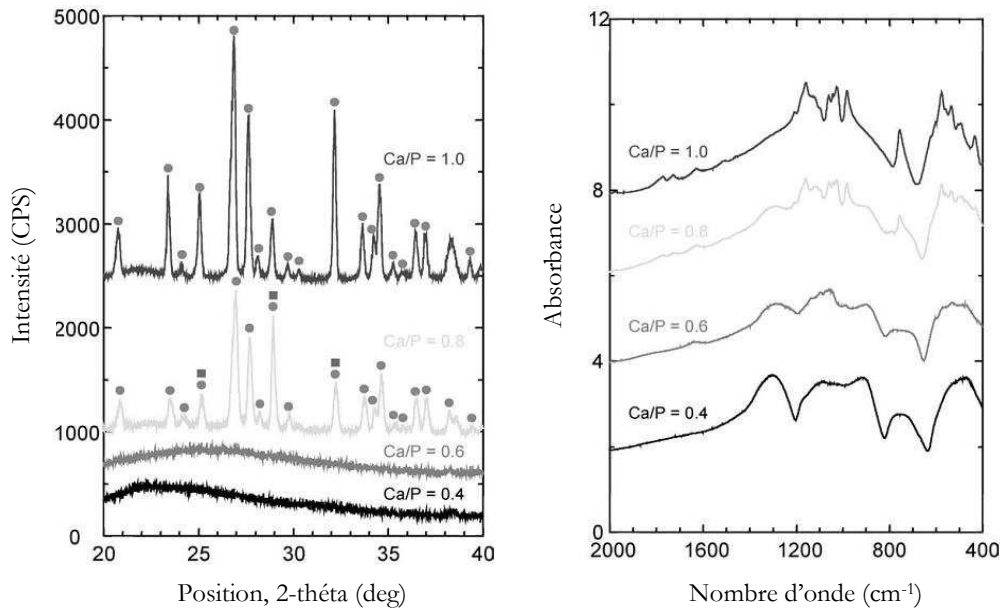 5000
4000
3000
2000
1000
0
20
25
30
35
40
Intensité (CPS)
Position, 2-théta (deg)
Ca/P = 1.0
Ca/P = 0.8
Ca/P = 0.6
Ca/P = 0.4
12
8
4
0
2000
1600
1200
800
400
Absorbance
Nombre d'onde (cm-1)
Ca/P = 1.0
Ca/P = 0.8
Ca/P = 0.6
Ca/P = 0.4